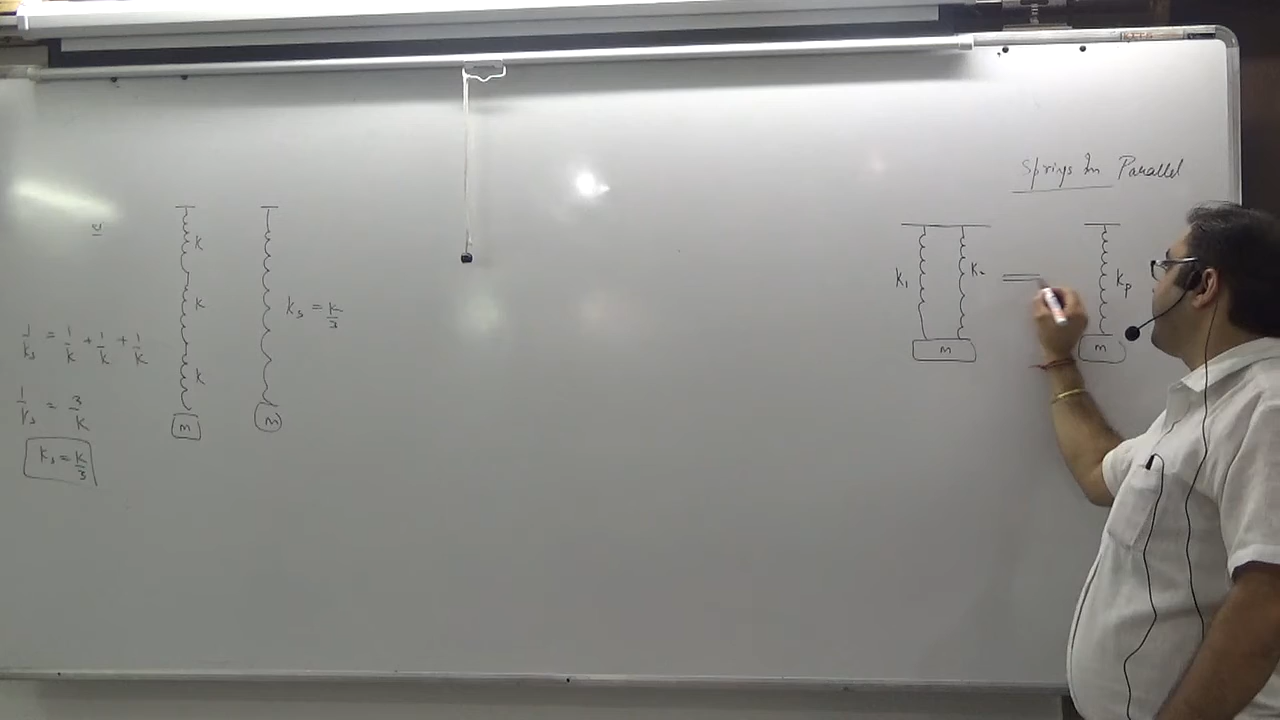 K
K
K
m
m
Ks = K/3
1/Ks = 1/K + 1/K + 1/K
1/Ks = 3/K
Ks = K/3
Springs In Parallel
K1
K2
m
=
Kp
m